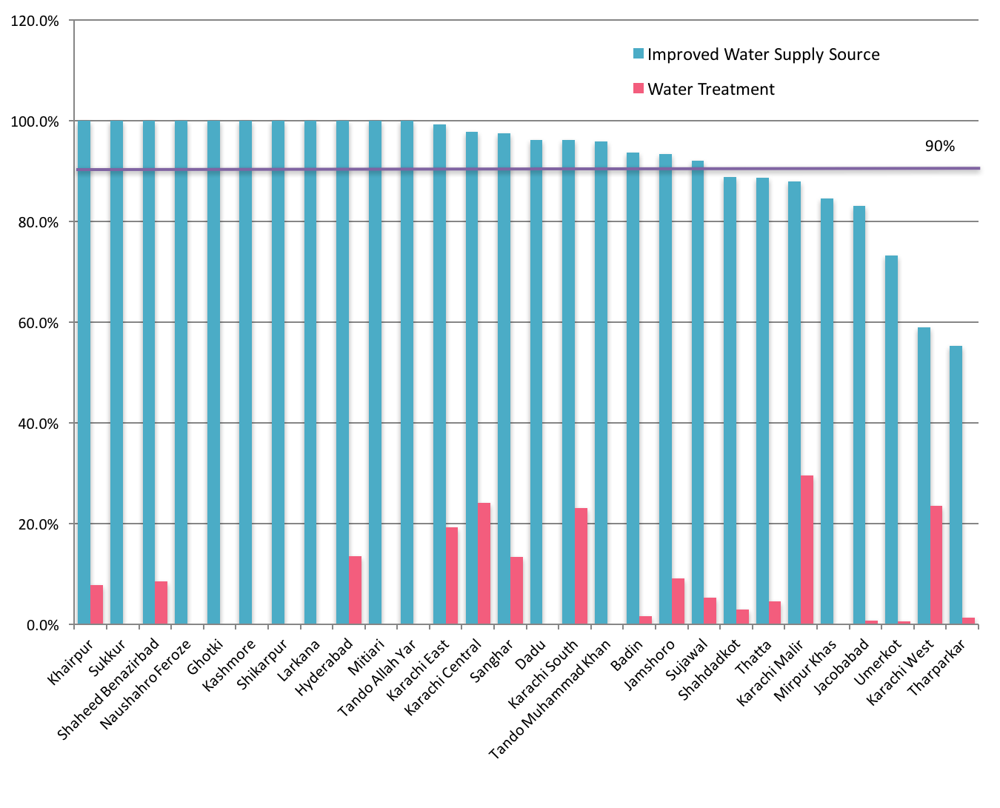 120.0%
Improved Water Supply Source
Water Treatment
100.0%
90%
80.0%
60.0%
40.0%
20.0%
0.0%
Khairpur
Sukkur
Shaheed Benazirbad
Naushahro Feroze
Ghotki
Kashmore
Shikarpur
Larkana
Hyderabad
Mitiari
Tando Allah Yar
Karachi East
Karachi Central
Sanghar
Dadu
Karachi South
Tando Muhammad Khan
Badin
Jamshoro
Sujawal
Shahdadkot
Thatta
Karachi Malir
Mirpur Khas
Jacobabad
Umerkot
Karachi West
Tharparkar